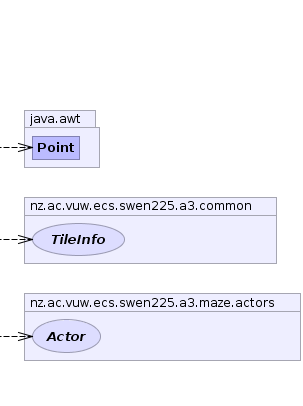 java.awt
Point
nz.ac.vuw.ecs.swen225.a3.common
TileInfo
nz.ac.vuw.ecs.swen225.a3.maze.actors
Actor